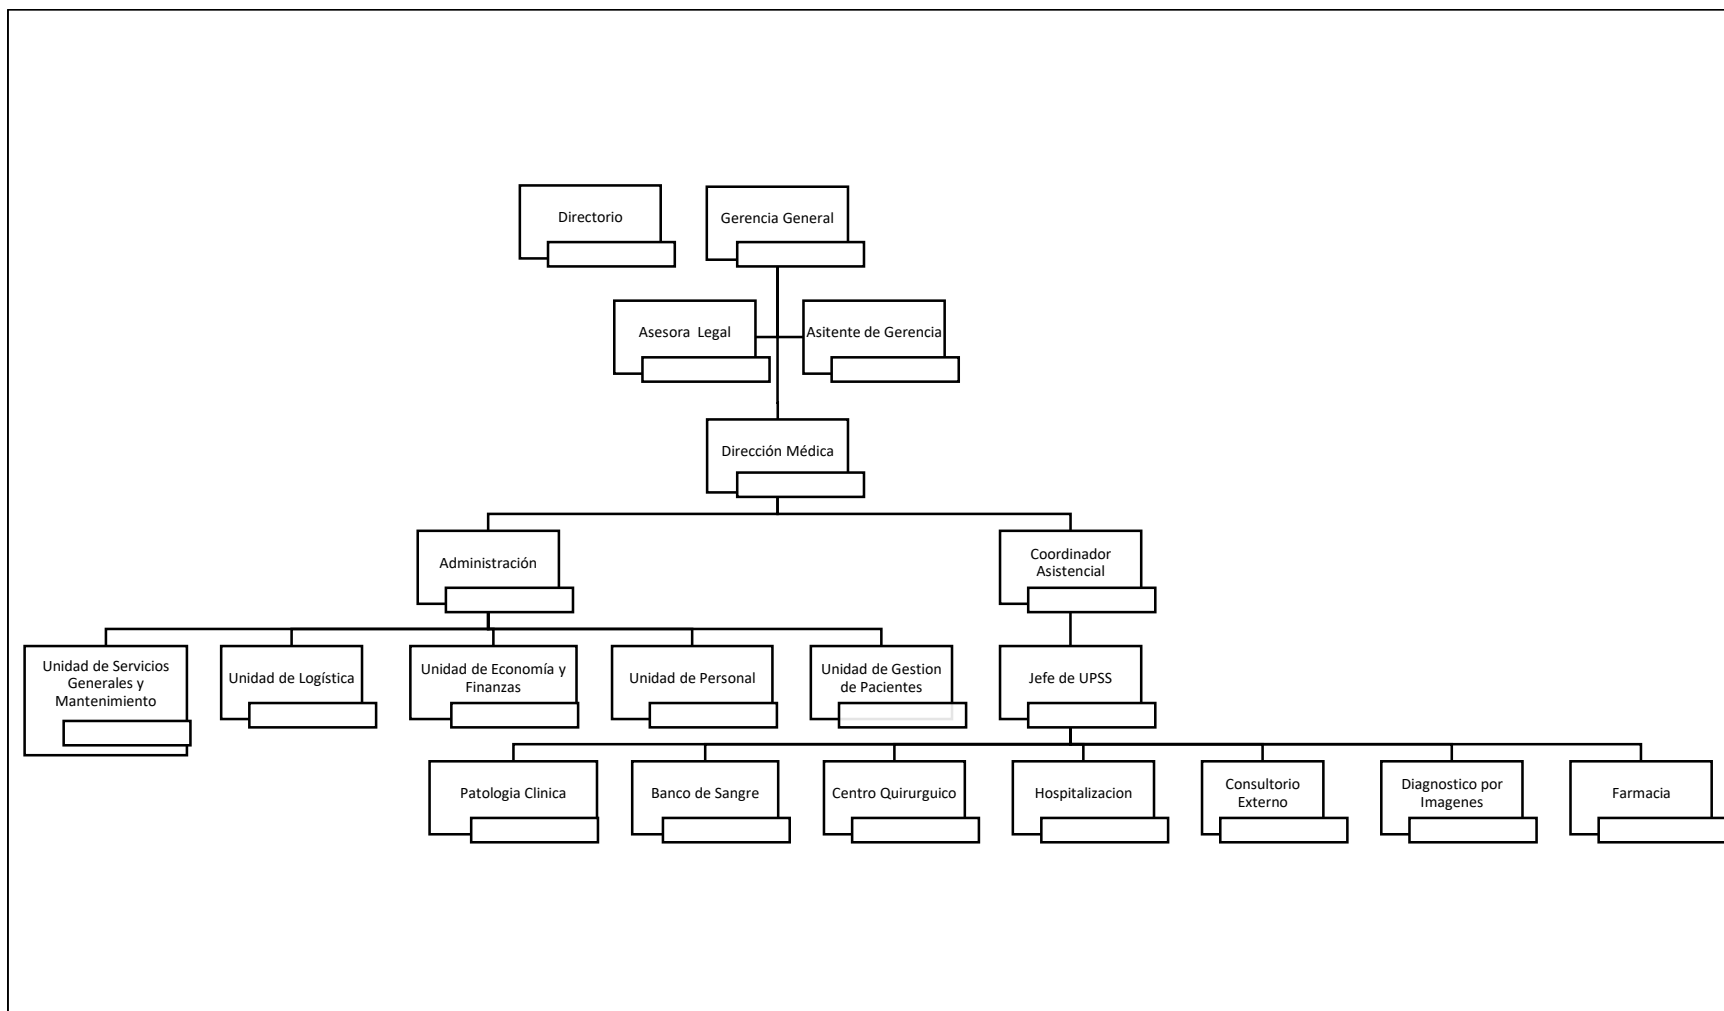 Directorio
Gerencia General
Asesora  Legal
Asitente de Gerencia
Dirección Médica
Administración
Coordinador
Asistencial
Unidad de Servicios
Generales y
Mantenimiento
Unidad de Logística
Unidad de Economía y
Finanzas
Unidad de Personal
Unidad de Gestion
de Pacientes
Jefe de UPSS
Patologia Clinica
Banco de Sangre
Centro Quirurguico
Hospitalizacion
Consultorio
Externo
Diagnostico por
Imagenes
Farmacia